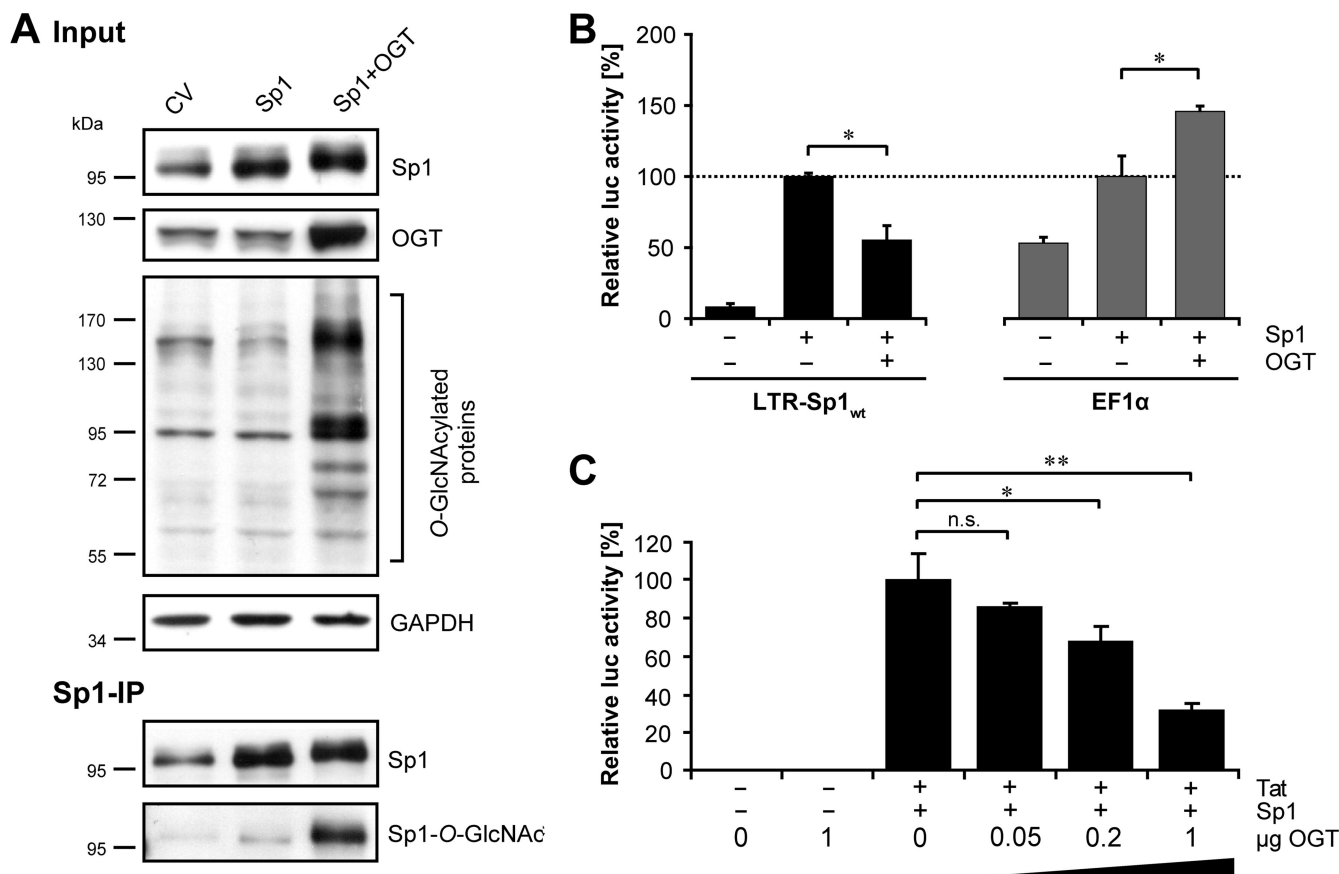 A Input
CV Sp1 Sp1+OGT
kDa
95 Sp1
130 OGT
170
130
95
72
55
O-GlcNAcylated
proteins
34 GAPDH
Sp1-IP
95 Sp1
95 Sp1-O-GlcNAc
B
Relative luc activity [%]
200
150
100
50
0
* *
– + + – + + Sp1
– – + – – + OGT
LTR-Sp1wt EF1α
C
Relative luc activity [%]
**
*
n.s.
120
100
80
60
40
20
0
– – + + + + Tat
– – + + + + Sp1
0 1 0 0.05 0.2 1 µg OGT